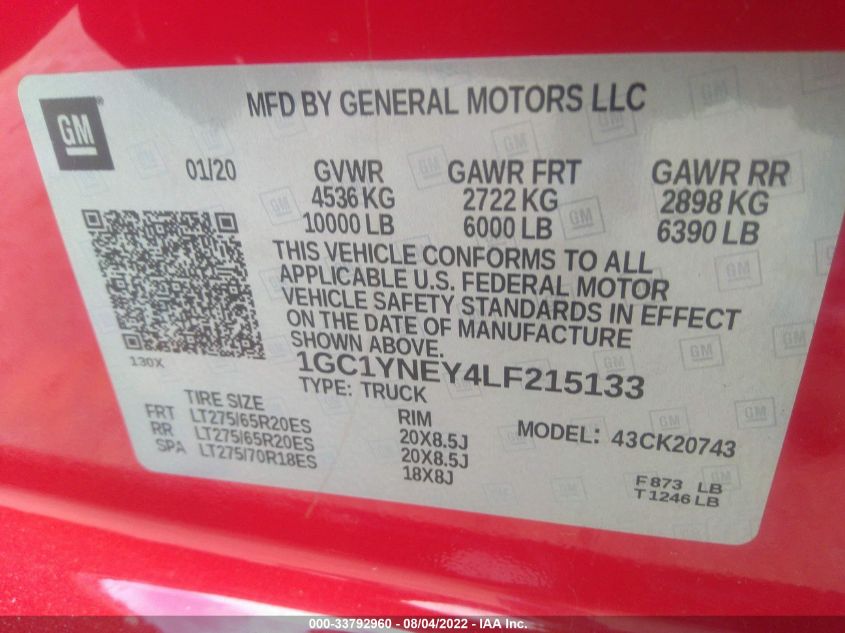 MFD BY GENERAL MOTORS LLC
GM
01/20 GVWR GAWR FRT GAWR RR
4536 KG 2722 KG 2898 KG
10000 LB 6000 LB 6390 LB
THIS VEHICLE CONFORMS TO ALL
APPLICABLE U.S. FEDERAL MOTOR
VEHICLE SAFETY STANDARDS IN EFFECT
ON THE DATE OF MANUFACTURE
SHOWN ABOVE.
130X
1GC1YNEY4LF215133
TYPE: TRUCK
TIRE SIZE RIM MODEL: 43CK20743
FRT LT275/65R20ES 20X8.5J
RR LT275/65R20ES 20X8.5J
SPA LT275/70R18ES 18X8J
F 873 LB
T 1246 LB
000-33792960 - 08/04/2022 - IAA Inc.